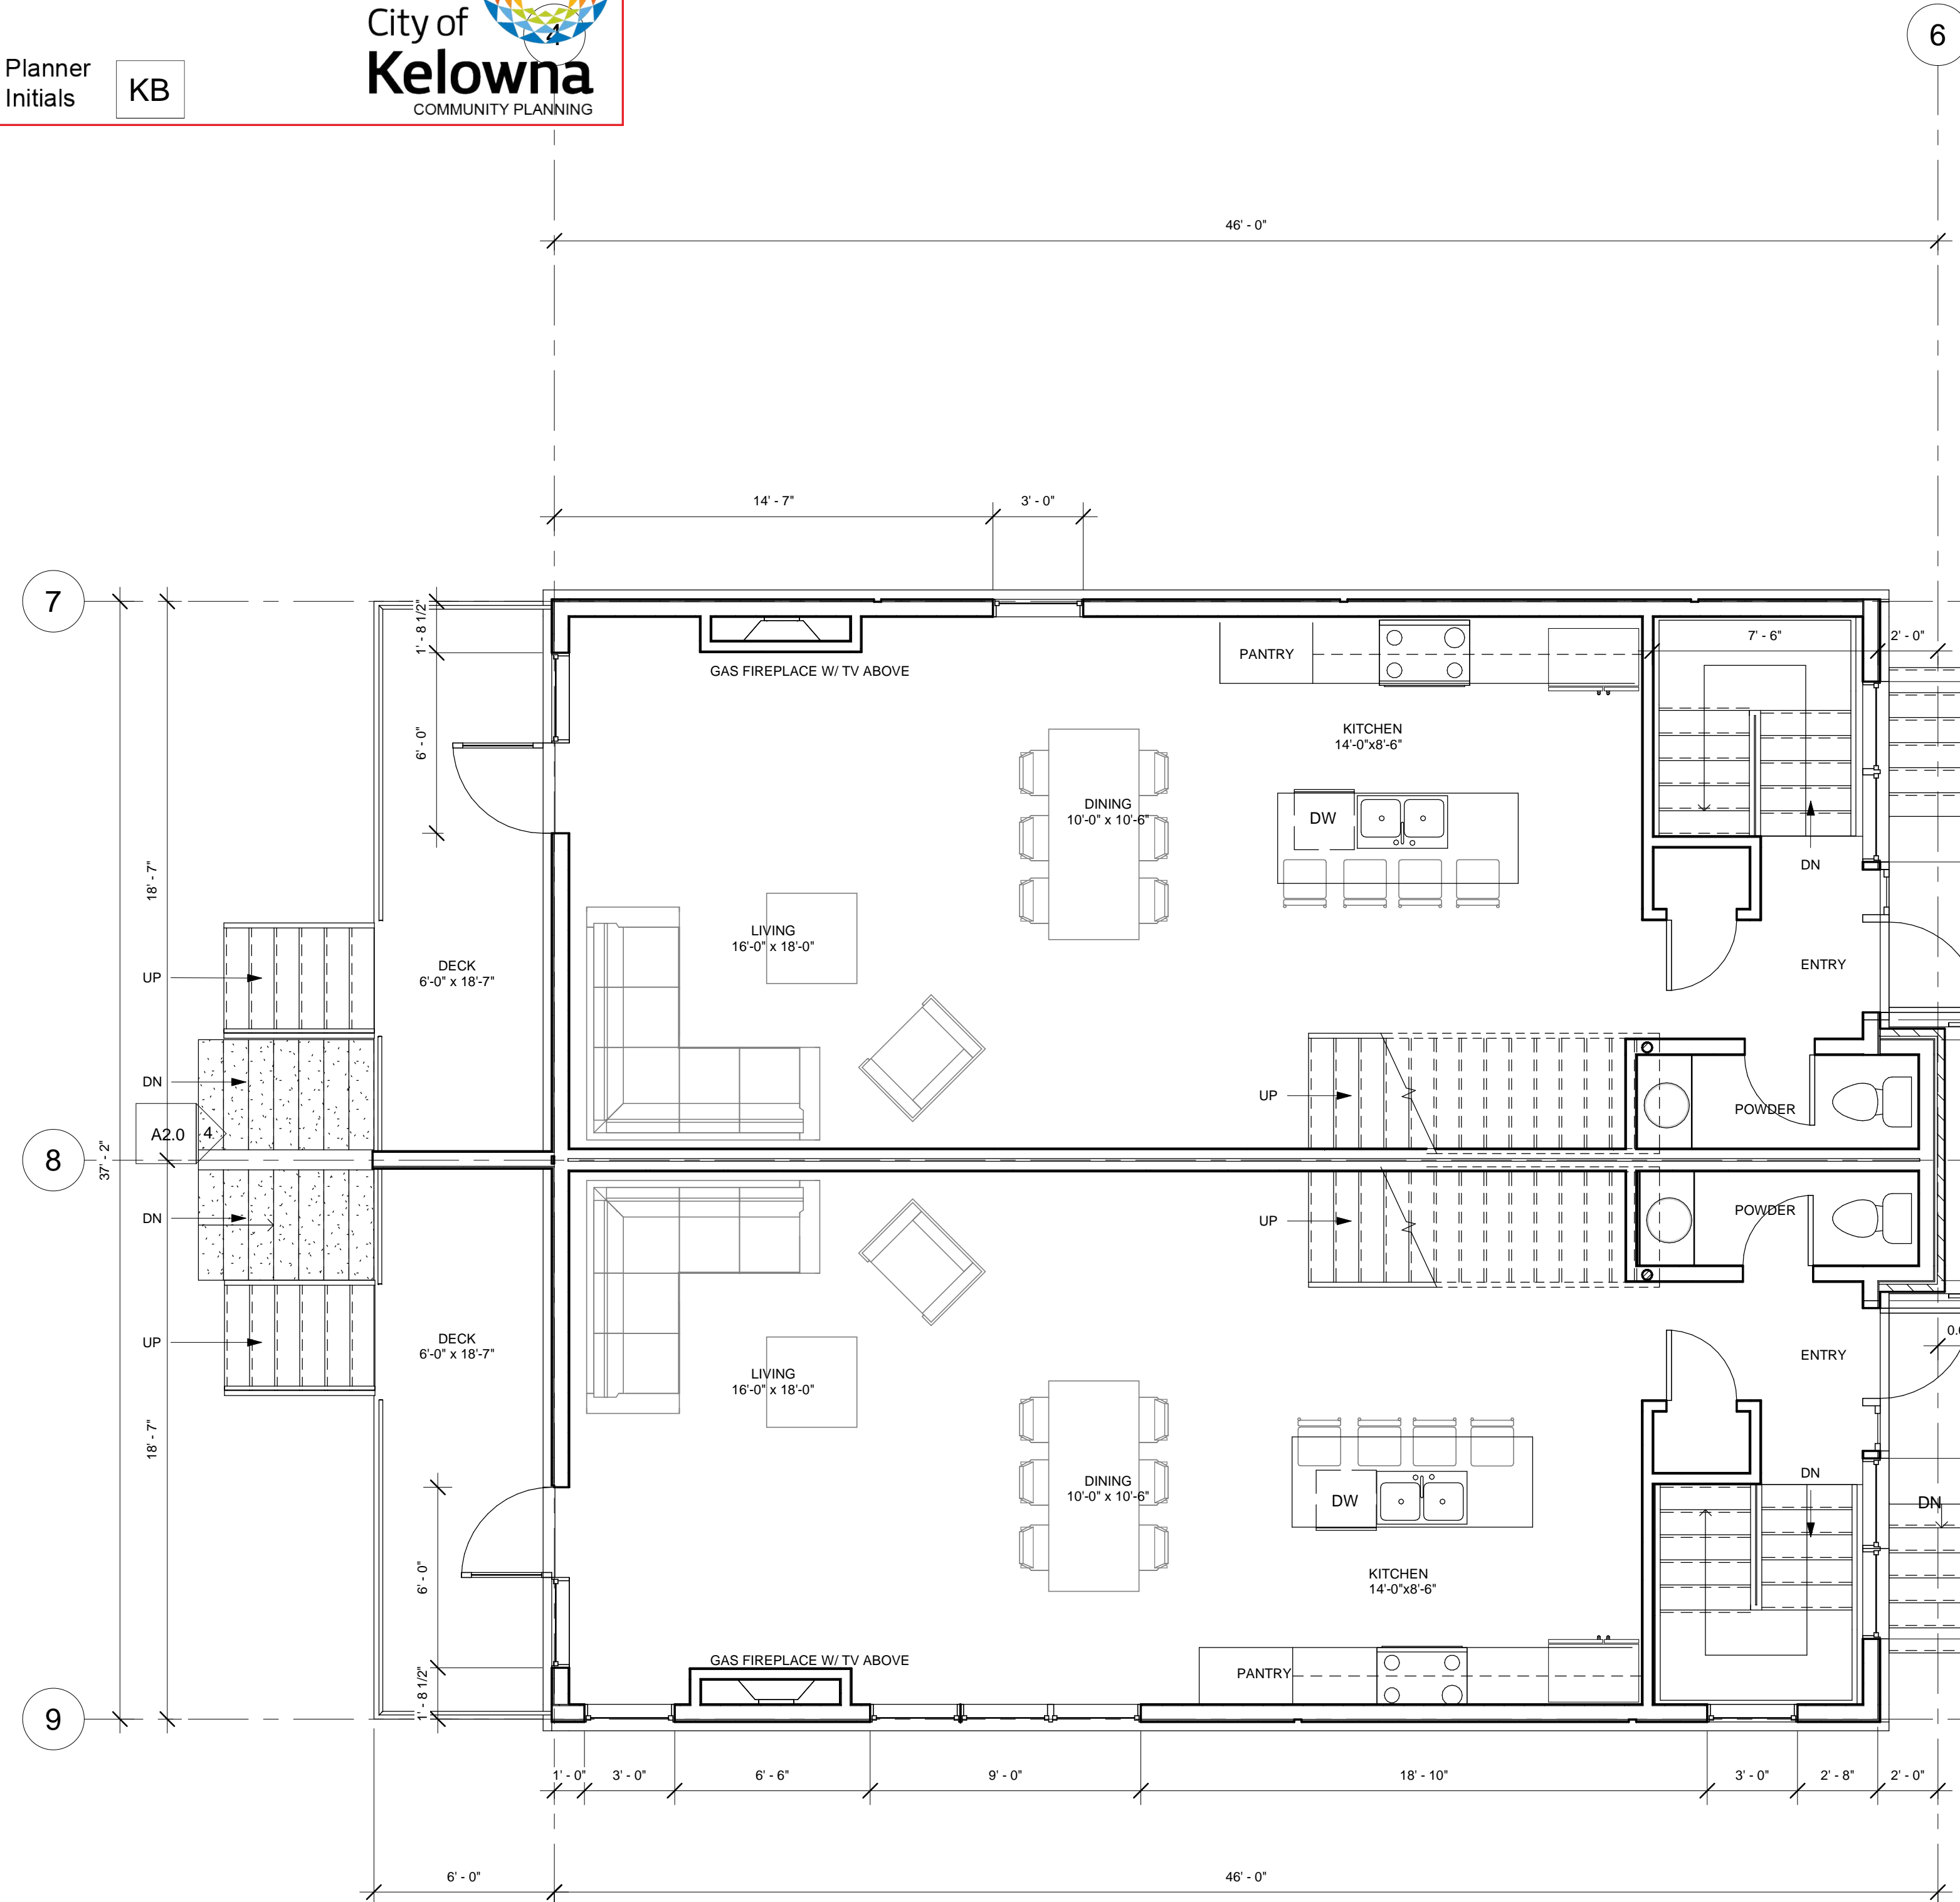 City of
4
6
Planner
Initials
KB
Kelowna
COMMUNITY PLANNING
46' - 0"
14' - 7"
3' - 0"
7
1' - 8 1/2"
7' - 6"
2' - 0"
PANTRY
GAS FIREPLACE W/ TV ABOVE
6' - 0"
KITCHEN
14'-0"x8'-6"
DINING
10'-0" x 10'-6"
DW
18' - 7"
DN
LIVING
16'-0" x 18'-0"
DECK
6'-0" x 18'-7"
ENTRY
UP
DN
UP
POWDER
A2.0
4
8
37' - 2"
DN
UP
POWDER
UP
DECK
6'-0" x 18'-7"
0.
ENTRY
LIVING
16'-0" x 18'-0"
18' - 7"
DINING
10'-0" x 10'-6"
DN
DW
DN
6' - 0"
KITCHEN
14'-0"x8'-6"
GAS FIREPLACE W/ TV ABOVE
PANTRY
1' - 8 1/2"
9
1' - 0"
3' - 0"
6' - 6"
9' - 0"
18' - 10"
3' - 0"
2' - 8"
2' - 0"
6' - 0"
46' - 0"